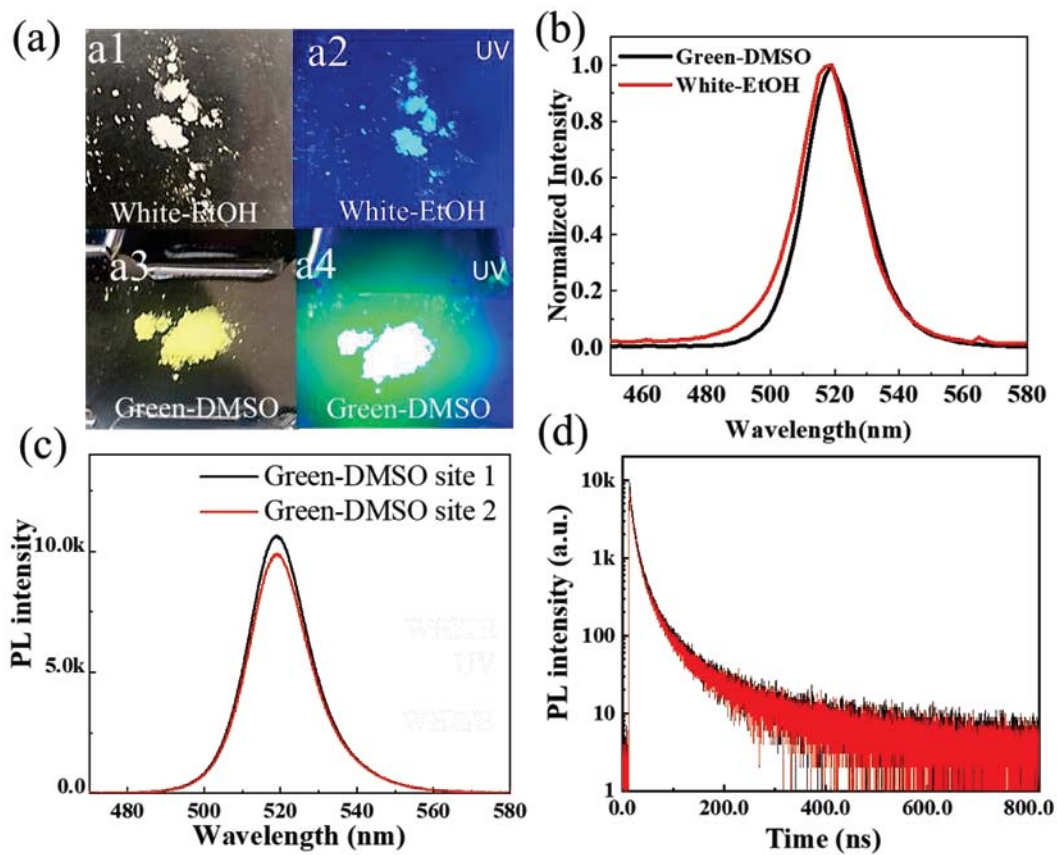 (a)
a1
a2
UV
White-EtOH
White-EtOH
a3
a4
UV
Green-DMSO
Green-DMSO
(b)
Green-DMSO
White-EtOH
Normalized Intensity
1.0
0.8
0.6
0.4
0.2
0.0
460 480 500 520 540 560 580
Wavelength(nm)
(c)
Green-DMSO site 1
Green-DMSO site 2
PL intensity
10.0k
5.0k
0.0
480 500 520 540 560 580
Wavelength (nm)
(d)
PL intensity (a.u.)
10k
1k
100
10
1
0.0 200.0 400.0 600.0 800.0
Time (ns)